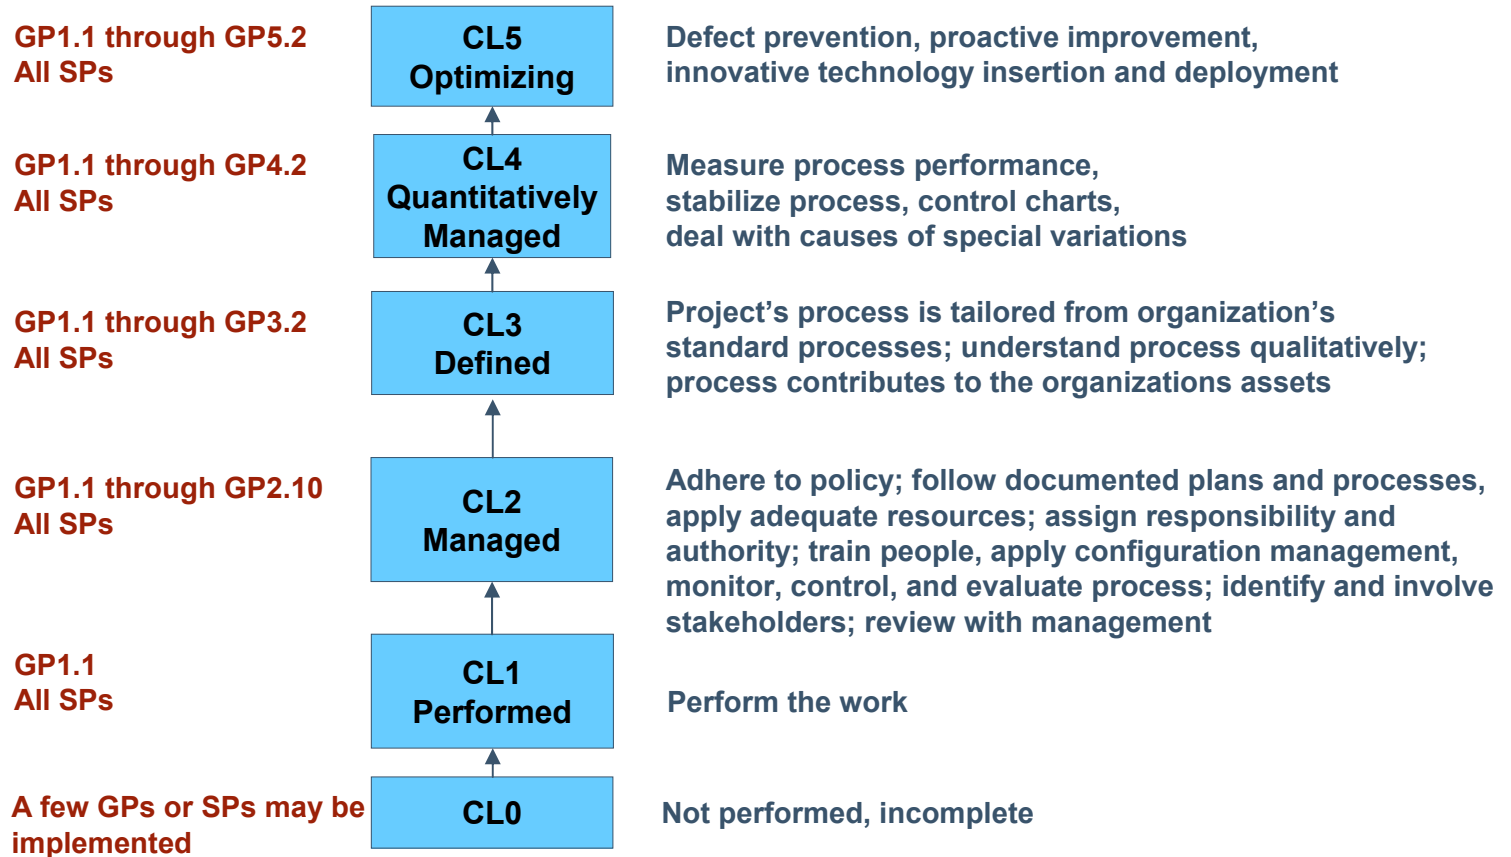 GP1.1 through GP5.2
All SPs
CL5
Optimizing
Defect prevention, proactive improvement,
innovative technology insertion and deployment
GP1.1 through GP4.2
All SPs
CL4
Quantitatively
Managed
Measure process performance,
stabilize process, control charts,
deal with causes of special variations
GP1.1 through GP3.2
All SPs
CL3
Defined
Project’s process is tailored from organization’s
standard processes; understand process qualitatively;
process contributes to the organizations assets
GP1.1 through GP2.10
All SPs
CL2
Managed
Adhere to policy; follow documented plans and processes,
apply adequate resources; assign responsibility and
authority; train people, apply configuration management,
monitor, control, and evaluate process; identify and involve
stakeholders; review with management
GP1.1
All SPs
CL1
Performed
Perform the work
A few GPs or SPs may be
implemented
CL0
Not performed, incomplete